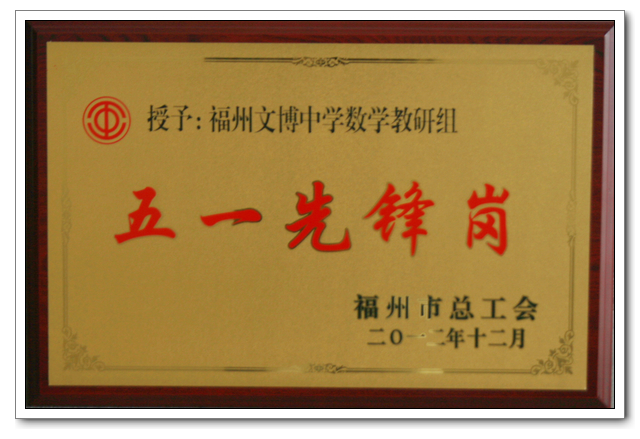 授予：福州文博中学数学教研组
五一先锋岗
福州市总工会
二〇一二年十二月